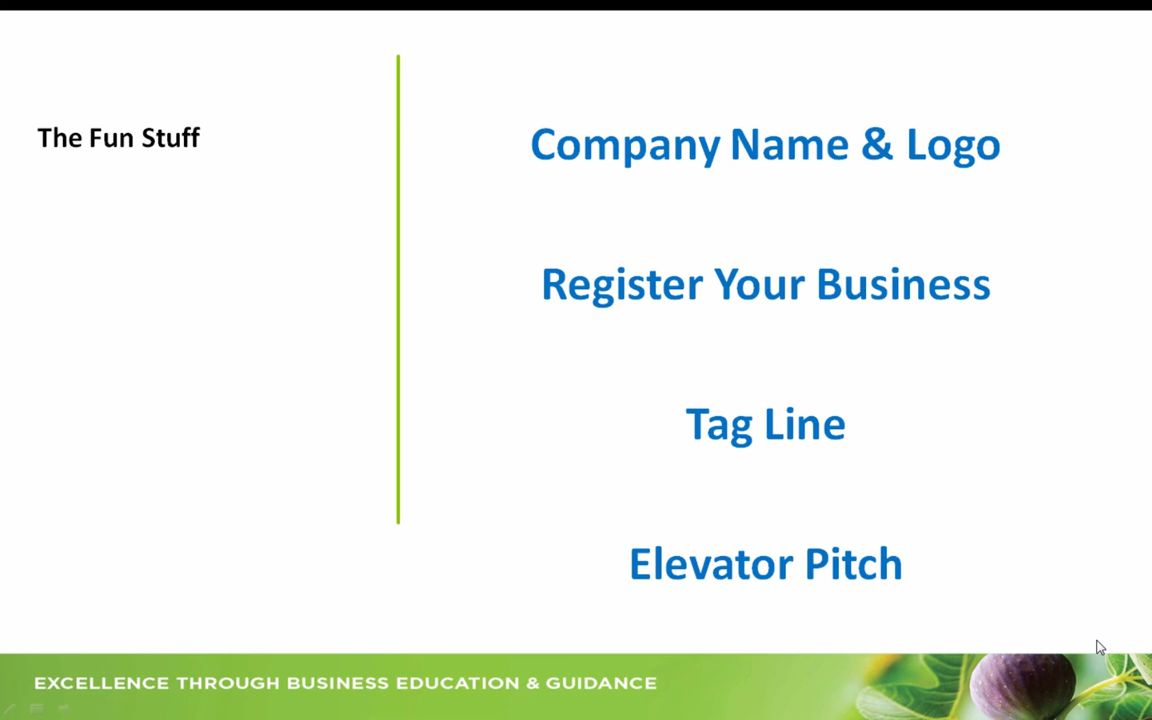 The Fun Stuff
Company Name & Logo
Register Your Business
Tag Line
Elevator Pitch
EXCELLENCE THROUGH BUSINESS EDUCATION & GUIDANCE